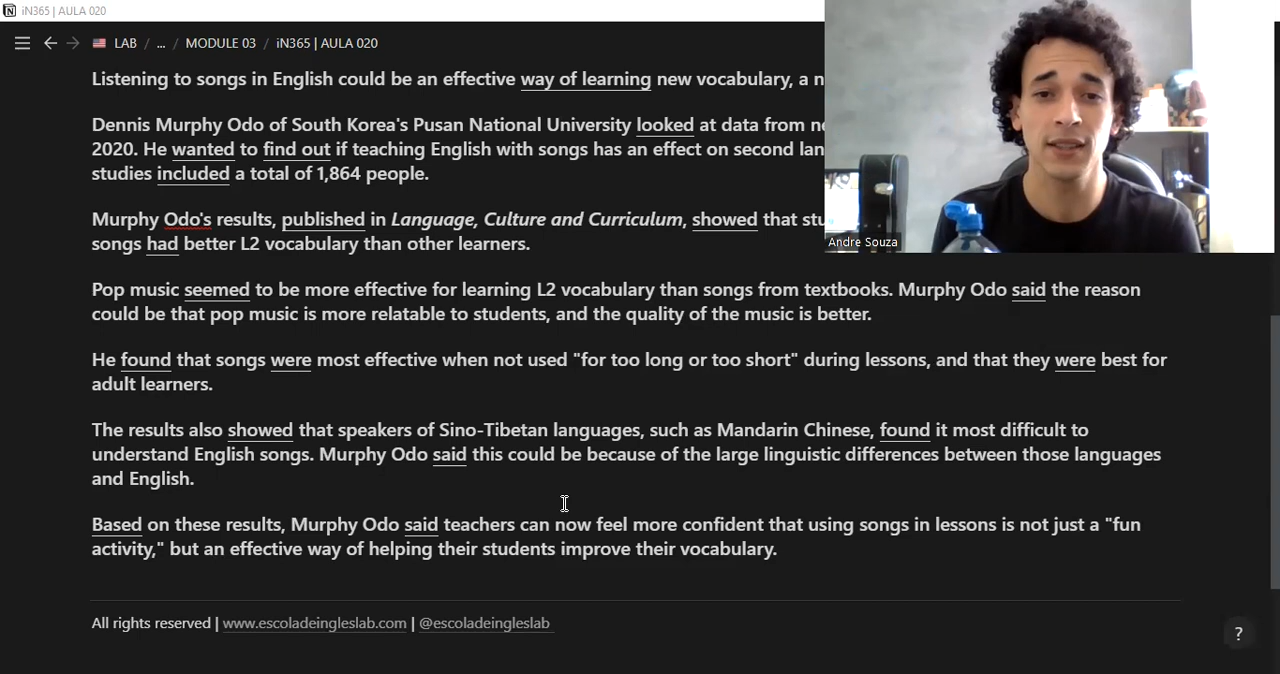 iN365 | AULA 020
LAB / ... / MODULE 03 / iN365 | AULA 020
Listening to songs in English could be an effective way of learning new vocabulary, a
Dennis Murphy Odo of South Korea's Pusan National University looked at data from
2020. He wanted to find out if teaching English with songs has an effect on second
studies included a total of 1,864 people.
Murphy Odo's results, published in Language, Culture and Curriculum, showed that
songs had better L2 vocabulary than other learners.
Andre Souza
Pop music seemed to be more effective for learning L2 vocabulary than songs from textbooks. Murphy Odo said the reason
could be that pop music is more relatable to students, and the quality of the music is better.
He found that songs were most effective when not used "for too long or too short" during lessons, and that they were best for
adult learners.
The results also showed that speakers of Sino-Tibetan languages, such as Mandarin Chinese, found it most difficult to
understand English songs. Murphy Odo said this could be because of the large linguistic differences between those languages
and English.
Based on these results, Murphy Odo said teachers can now feel more confident that using songs in lessons is not just a "fun
activity," but an effective way of helping their students improve their vocabulary.
All rights reserved | www.escoladeingleslab.com | @escoladeingleslab
?